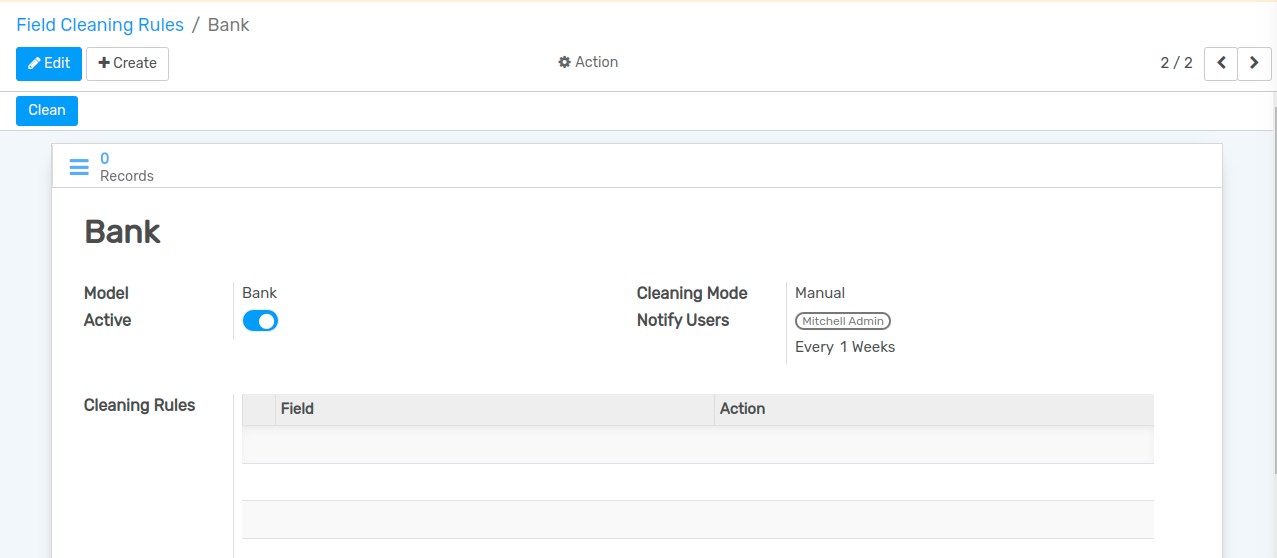 Field Cleaning Rules / Bank
Edit Create Action 2 / 2
Clean
0
Records
Bank
Model Bank Cleaning Mode Manual
Active Notify Users Mitchell Admin
Every 1 Weeks
Cleaning Rules Field Action